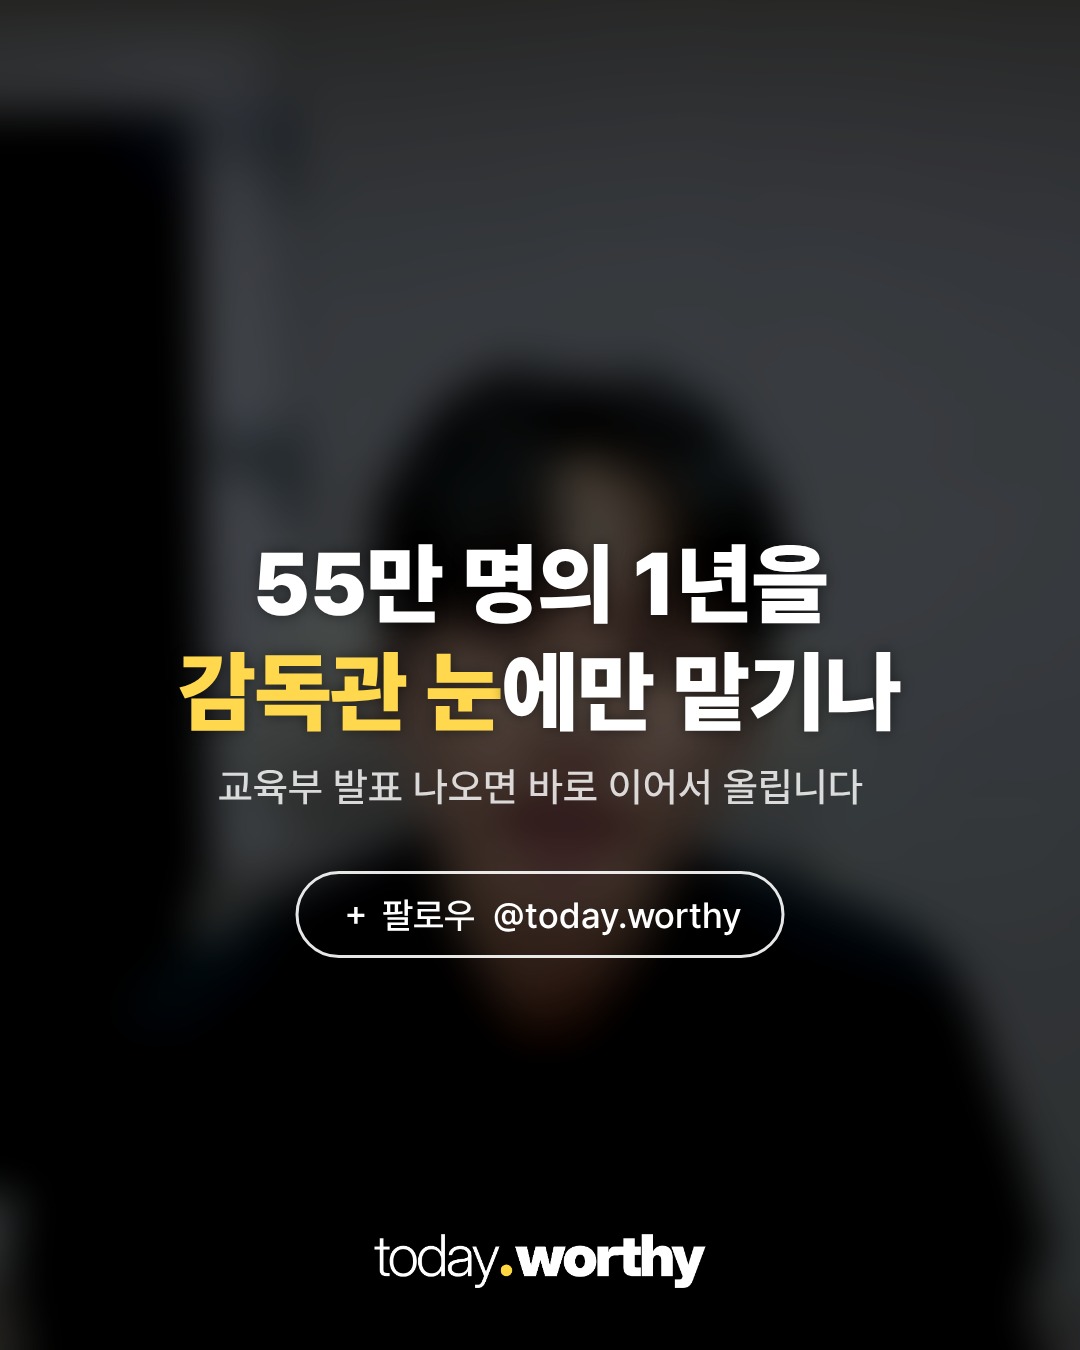 55만 명의 1년을
감독관 눈에만 맡기나
교육부 발표 나오면 바로 이어서 올립니다
+ 팔로우 @today.worthy
today.worthy